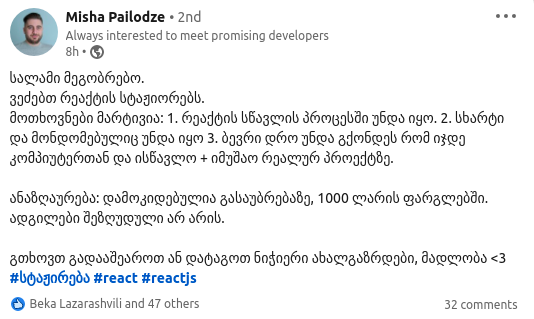 Misha Pailodze • 2nd
Always interested to meet promising developers
8h •
სალამი მეგობრებო.
ვეძებთ რეაქტის სტაჟიორებს.
მოთხოვნები მარტივია: 1. რეაქტის სწავლის პროცესში უნდა იყო. 2. სხარტი
და მონდომებულიც უნდა იყო 3. ბევრი დრო უნდა გქონდეს რომ იჯდე
კომპიუტერთან და ისწავლო + იმუშაო რეალურ პროექტზე.
ანაზღაურება: დამოკიდებულია გასაუბრებაზე, 1000 ლარის ფარგლებში.
ადგილები შეზღუდული არ არის.
გთხოვთ გადააშეაროთ ან დატაგოთ ნიჭიერი ახალგაზრდები, მადლობა <3
#სტაჟირება #react #reactjs
Beka Lazarashvili and 47 others
32 comments